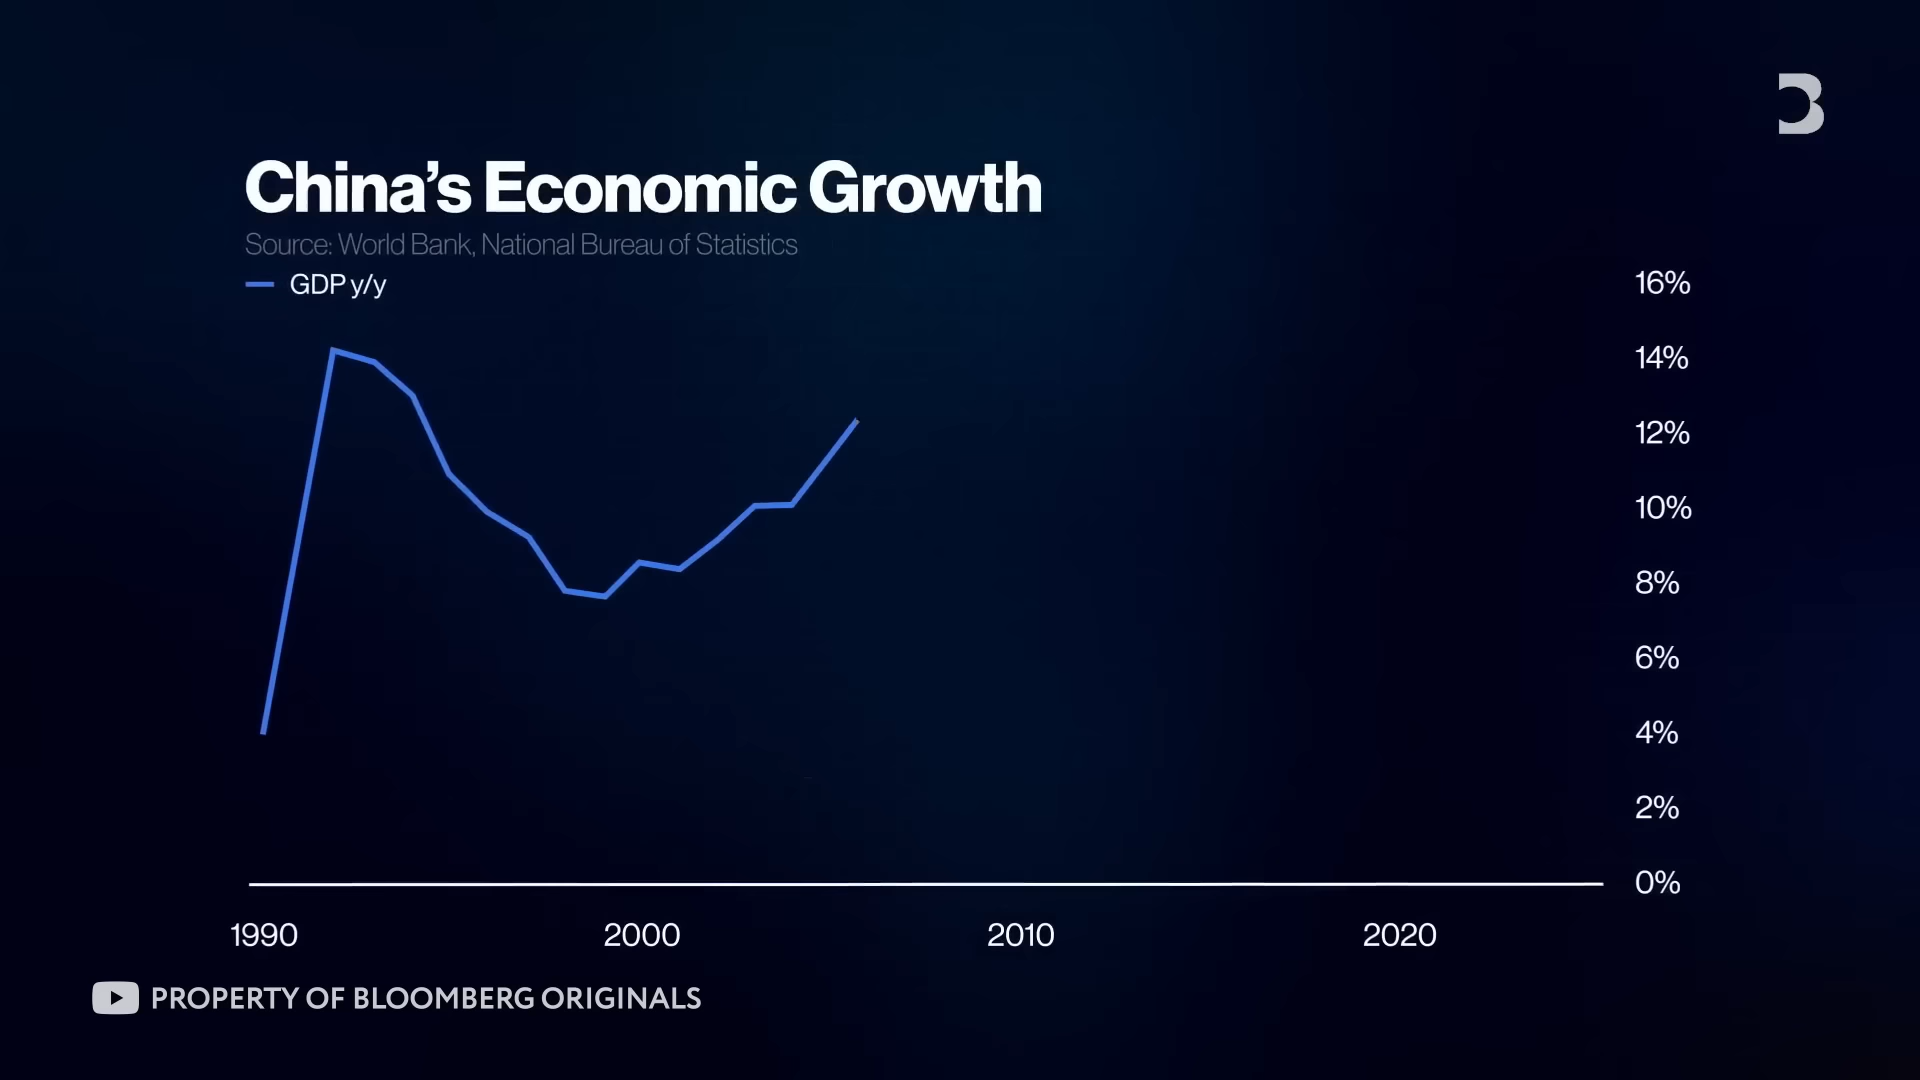 China’s Economic Growth
Source: World Bank, National Bureau of Statistics
GDP y/y
16%
14%
12%
10%
8%
6%
4%
2%
0%
1990 2000 2010 2020
PROPERTY OF BLOOMBERG ORIGINALS